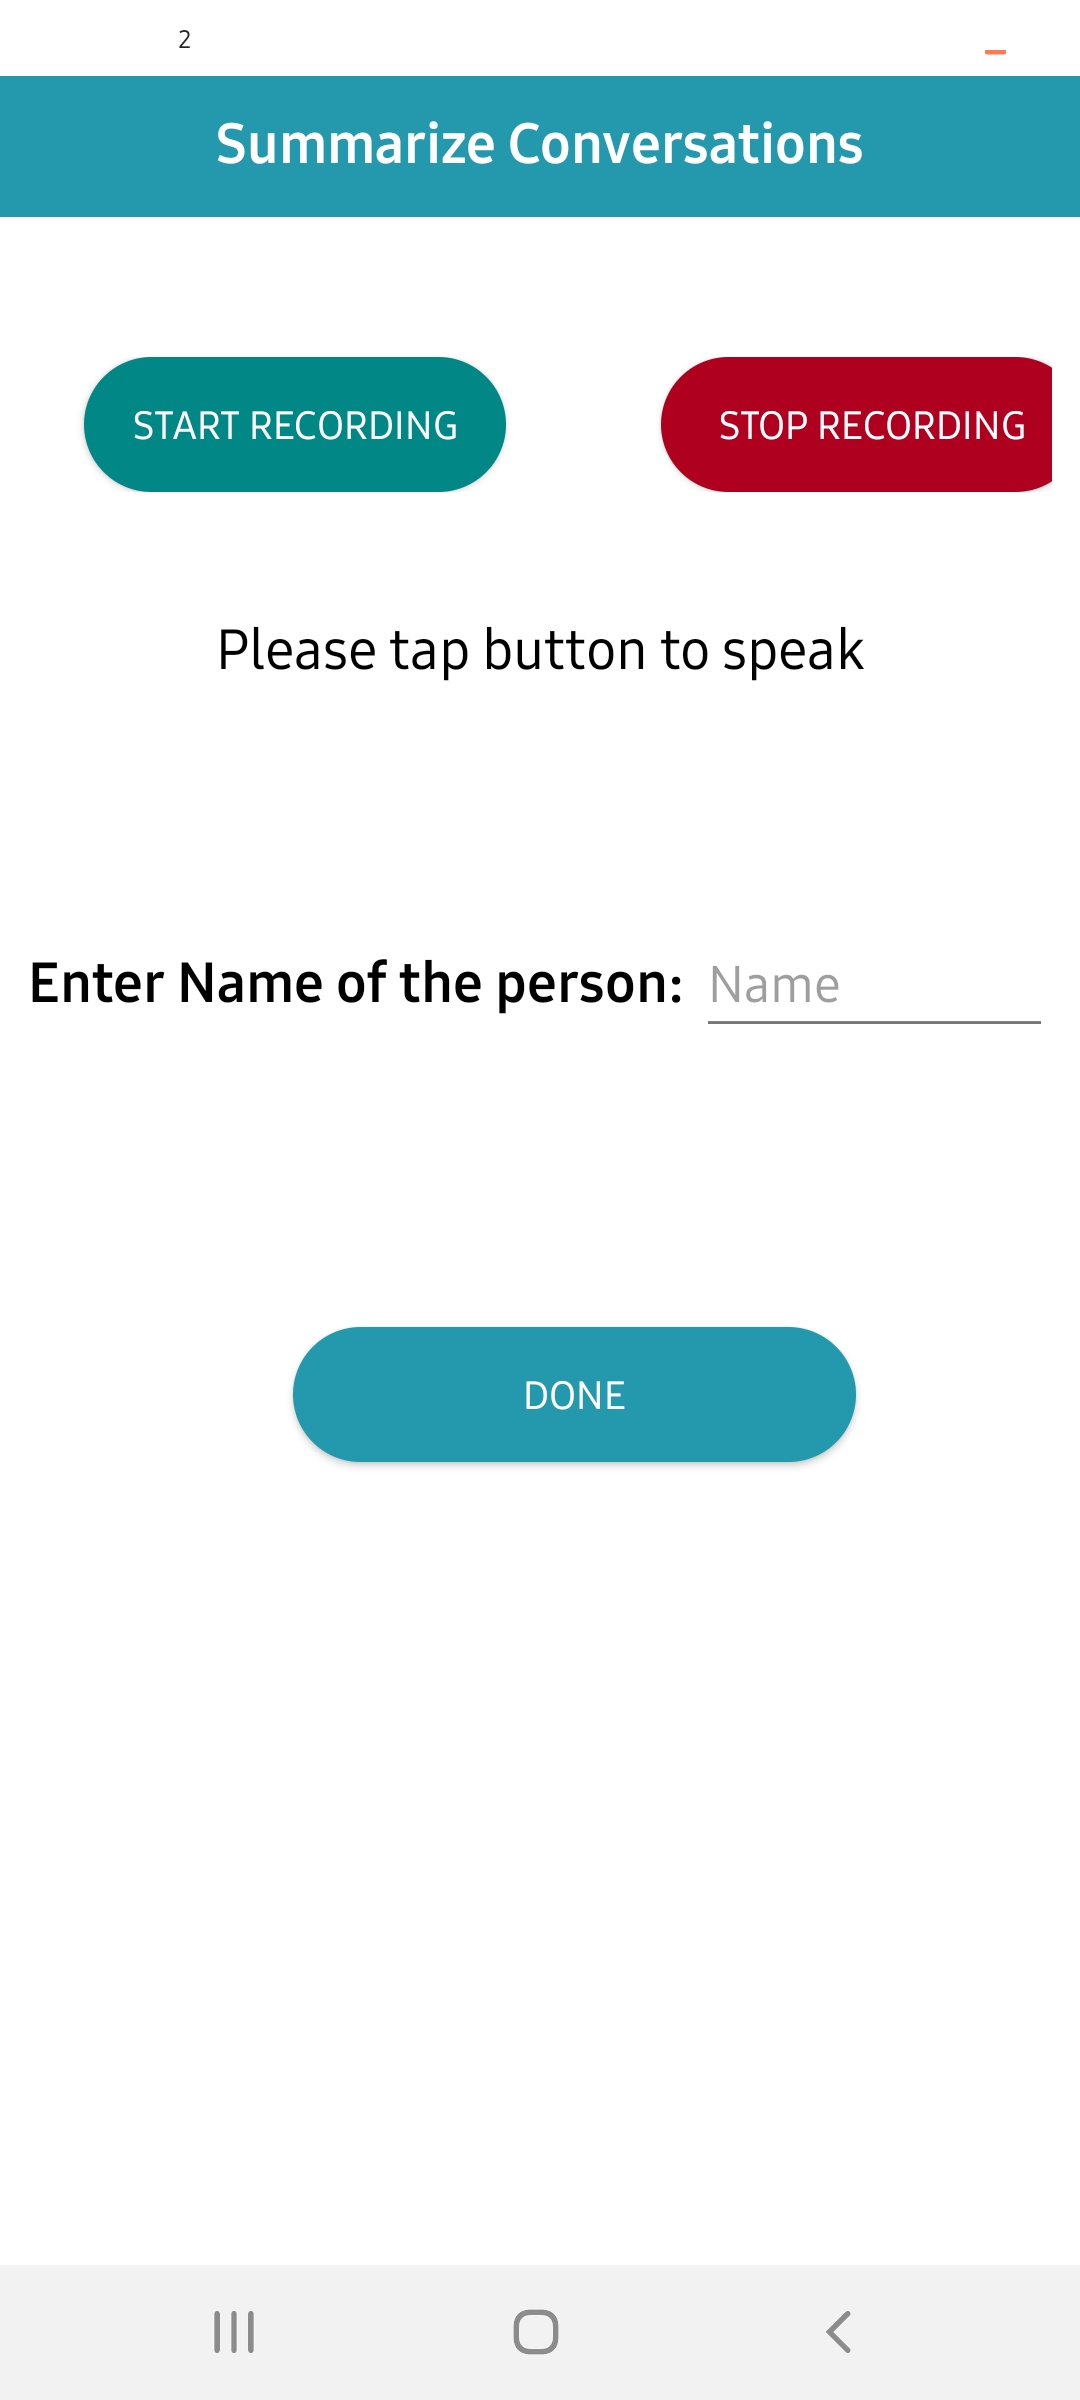 2
Summarize Conversations
START RECORDING
STOP RECORDING
Please tap button to speak
Enter Name of the person: Name
DONE